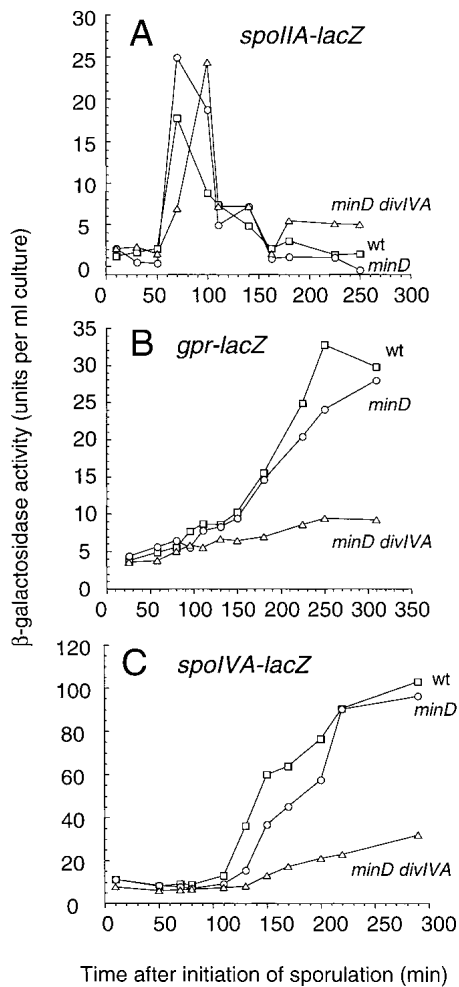 A spoIIA-lacZ
30
25
20
15
10
5
0
minD divIVA
wt
minD
0 50 100 150 200 250 300
β-galactosidase activity (units per ml culture)
B gpr-lacZ
35
30
25
20
15
10
5
0
wt
minD
minD divIVA
0 50 100 150 200 250 300 350
C spoIVA-lacZ
120
100
80
60
40
20
0
wt
minD
minD divIVA
0 50 100 150 200 250 300
Time after initiation of sporulation (min)